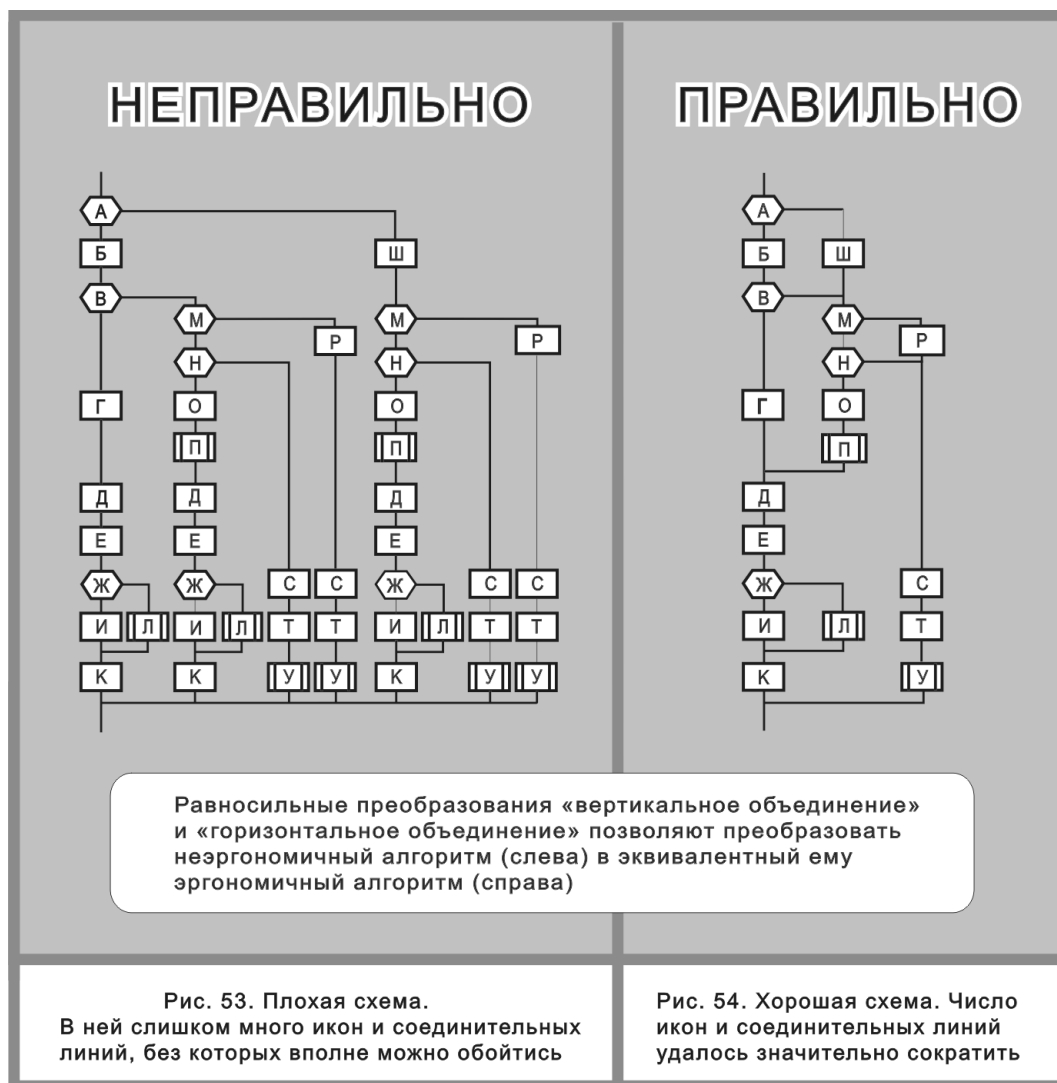 НЕПРАВИЛЬНО
А
Б Ш
В
М М
Р Р
Н Н
Г О О
П П
Д Д Д
Е Е Е
Ж Ж С С Ж С С
И Л И Л Т Т И Л Т Т
К К У У К У У
ПРАВИЛЬНО
А
Б Ш
В
М
Р
Н
Г О
П
Д
Е
Ж С
И Л Т
К У
Равносильные преобразования «вертикальное объединение»
и «горизонтальное объединение» позволяют преобразовать
неэргономичный алгоритм (слева) в эквивалентный ему
эргономичный алгоритм (справа)
Рис. 53. Плохая схема.
В ней слишком много икон и соединительных
линий, без которых вполне можно обойтись
Рис. 54. Хорошая схема. Число
икон и соединительных линий
удалось значительно сократить